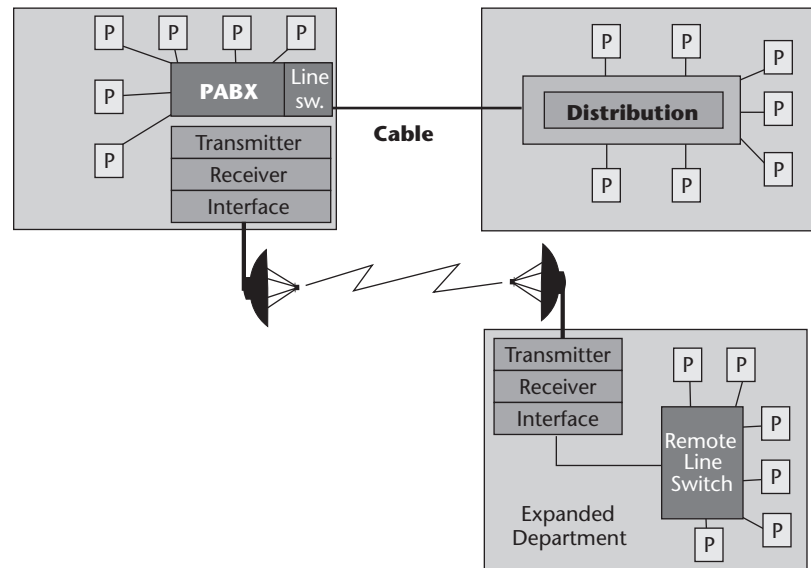 P P P P
P
P
PABX
Line
sw.
Transmitter
Receiver
Interface
Cable
P P
P
P
P
Distribution
P P
Transmitter
Receiver
Interface
P P
P
P
P
P
Remote
Line
Switch
Expanded
Department